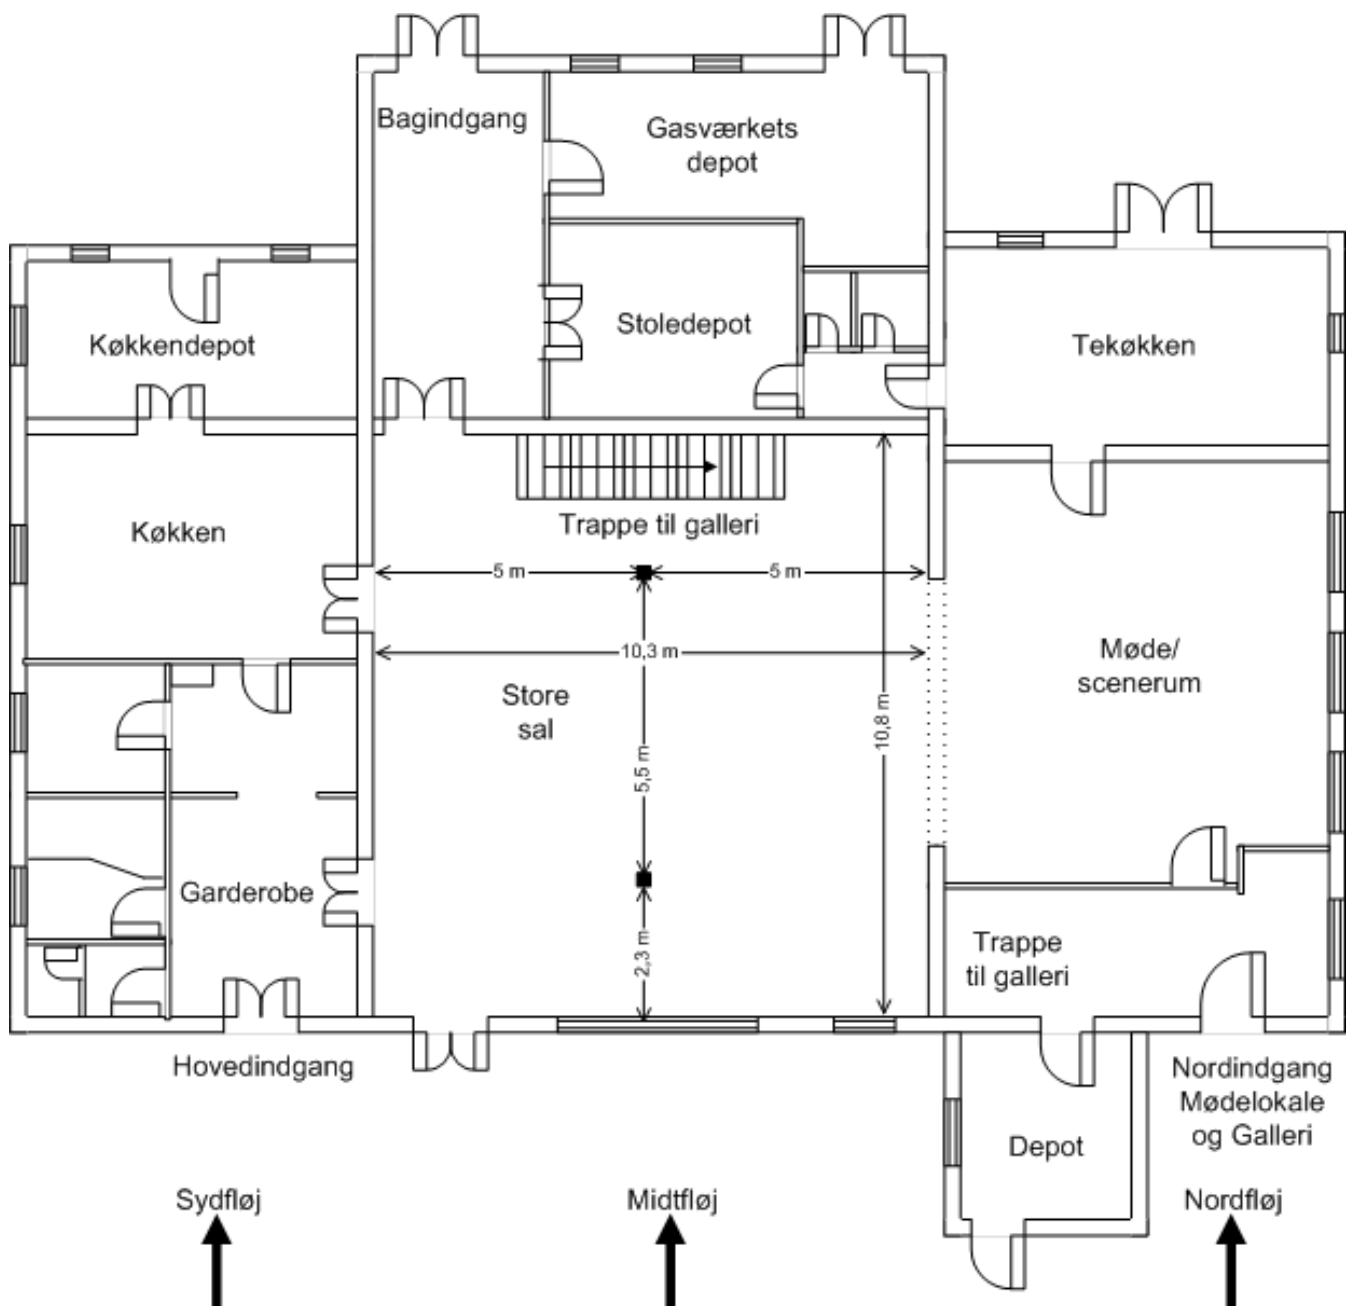 Bagindgang
Gasværkets
depot
Køkkendepot
Stoledepot
Tekøkken
Køkken
Trappe til galleri
5 m
5 m
10,3 m
Store
sal
5,5 m
10,8 m
Møde/
scenerum
Garderobe
2,3 m
Trappe
til galleri
Hovedindgang
Nordindgang
Mødelokale
og Galleri
Depot
Sydfløj
Midtfløj
Nordfløj